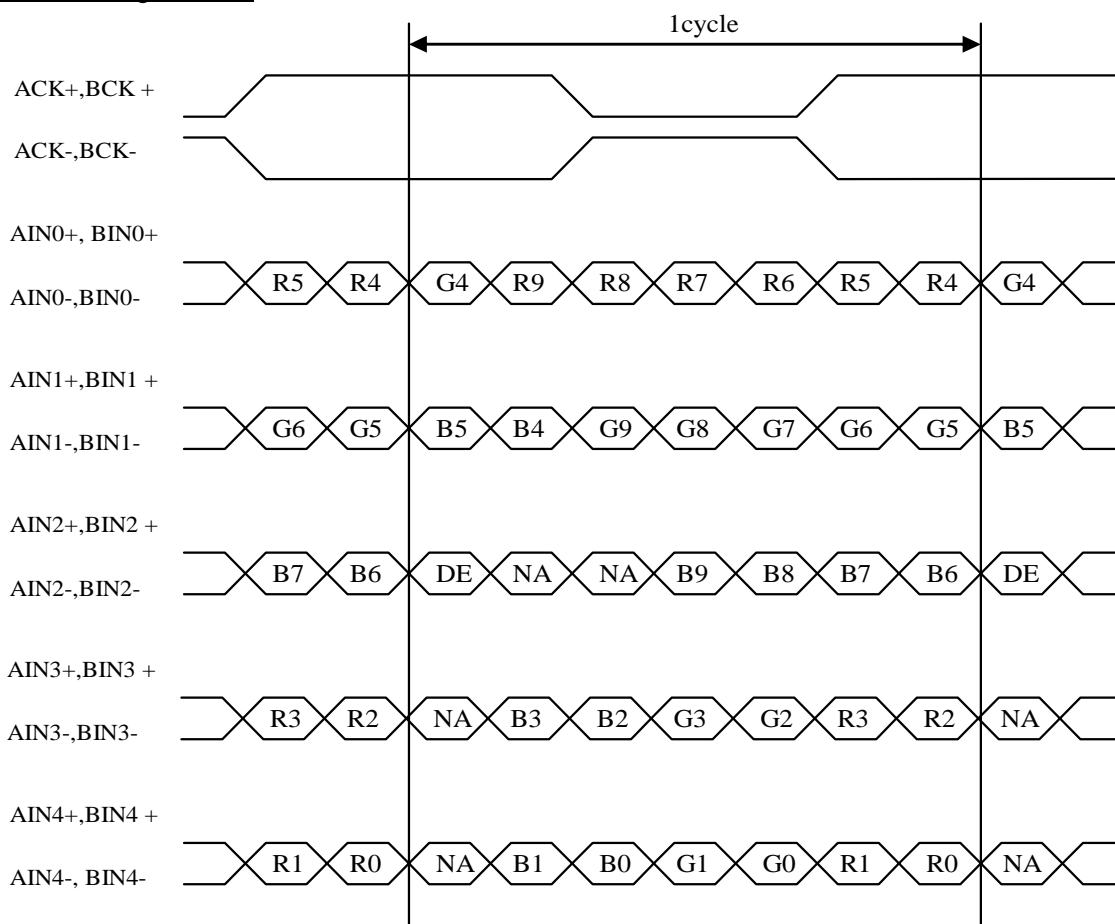 1cycle
ACK+,BCK +
ACK-,BCK-
AIN0+, BIN0+
R5 R4 G4 R9 R8 R7 R6 R5 R4 G4
AIN0-,BIN0-
AIN1+,BIN1 +
G6 G5 B5 B4 G9 G8 G7 G6 G5 B5
AIN1-,BIN1-
AIN2+,BIN2 +
B7 B6 DE NA NA B9 B8 B7 B6 DE
AIN2-,BIN2-
AIN3+,BIN3 +
R3 R2 NA B3 B2 G3 G2 R3 R2 NA
AIN3-,BIN3-
AIN4+,BIN4 +
R1 R0 NA B1 B0 G1 G0 R1 R0 NA
AIN4-, BIN4-